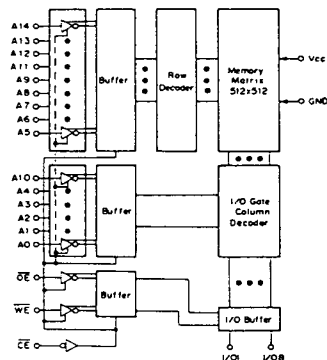 A14
A13
A12
A11
A9
A8
A7
A6
A5
Buffer
Row
Decoder
Memory
Matrix
512x512
Vcc
GND
A10
A4
A3
A2
A1
A0
Buffer
I/O Gate
Column
Decoder
OE
WE
CE
Buffer
I/O Buffer
I/O1
I/O8